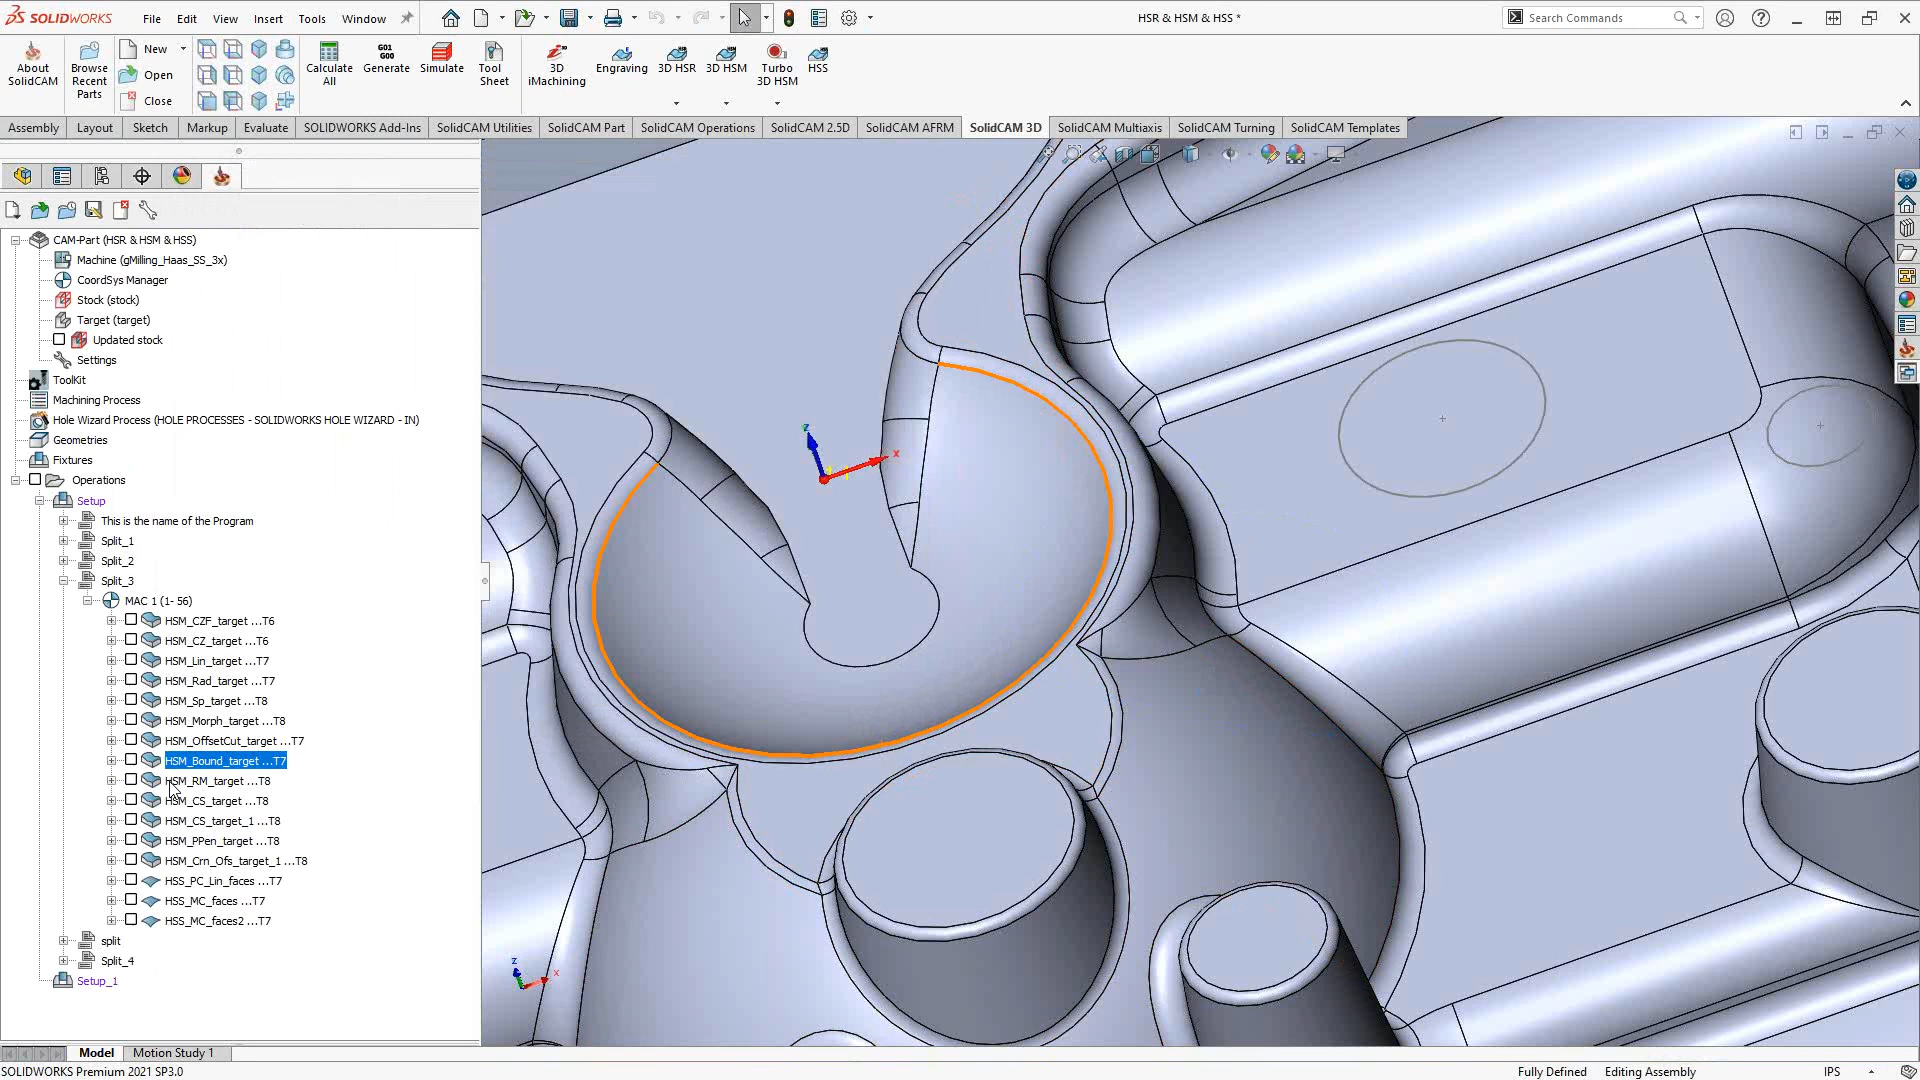 SOLIDWORKS File Edit View Insert Tools Window HSR & HSM & HSS * Search Commands
About SolidCAM
Browse Recent Parts
New
Open
Close
Calculate All
G01 G00 Generate
Simulate
Tool Sheet
3D iMachining
Engraving
3D HSR
3D HSM
Turbo 3D HSM
HSS
Assembly Layout Sketch Markup Evaluate SOLIDWORKS Add-Ins SolidCAM Utilities SolidCAM Part SolidCAM Operations SolidCAM 2.5D SolidCAM AFRM SolidCAM 3D SolidCAM Multiaxis SolidCAM Turning SolidCAM Templates
CAM-Part (HSR & HSM & HSS)
Machine (gMilling_Haas_SS_3x)
CoordSys Manager
Stock (stock)
Target (target)
Updated stock
Settings
ToolKit
Machining Process
Hole Wizard Process (HOLE PROCESSES - SOLIDWORKS HOLE WIZARD - IN)
Geometries
Fixtures
Operations
Setup
This is the name of the Program
Split_1
Split_2
Split_3
MAC 1 (1- 56)
HSM_CZF_target ...T6
HSM_CZ_target ...T6
HSM_Lin_target ...T7
HSM_Rad_target ...T7
HSM_Sp_target ...T8
HSM_Morph_target ...T8
HSM_OffsetCut_target ...T7
HSM_Bound_target ...T7
HSM_RM_target ...T8
HSM_CS_target ...T8
HSM_CS_target_1 ...T8
HSM_PPen_target ...T8
HSM_Crn_Ofs_target_1 ...T8
HSS_PC_Lin_faces ...T7
HSS_MC_faces ...T7
HSS_MC_faces2 ...T7
split
Split_4
Setup_1
z
x
z
x
Model Motion Study 1
SOLIDWORKS Premium 2021 SP3.0 Fully Defined Editing Assembly IPS